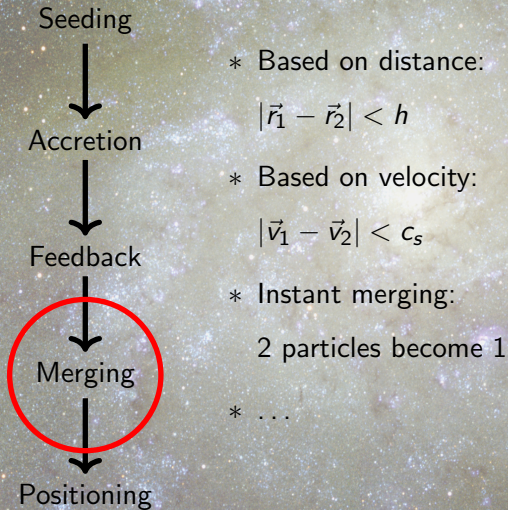 Seeding
Accretion
Feedback
Merging
Positioning
∗ Based on distance:
|r⃗₁ − r⃗₂| < h
∗ Based on velocity:
|v⃗₁ − v⃗₂| < cₛ
∗ Instant merging:
2 particles become 1
∗ ...